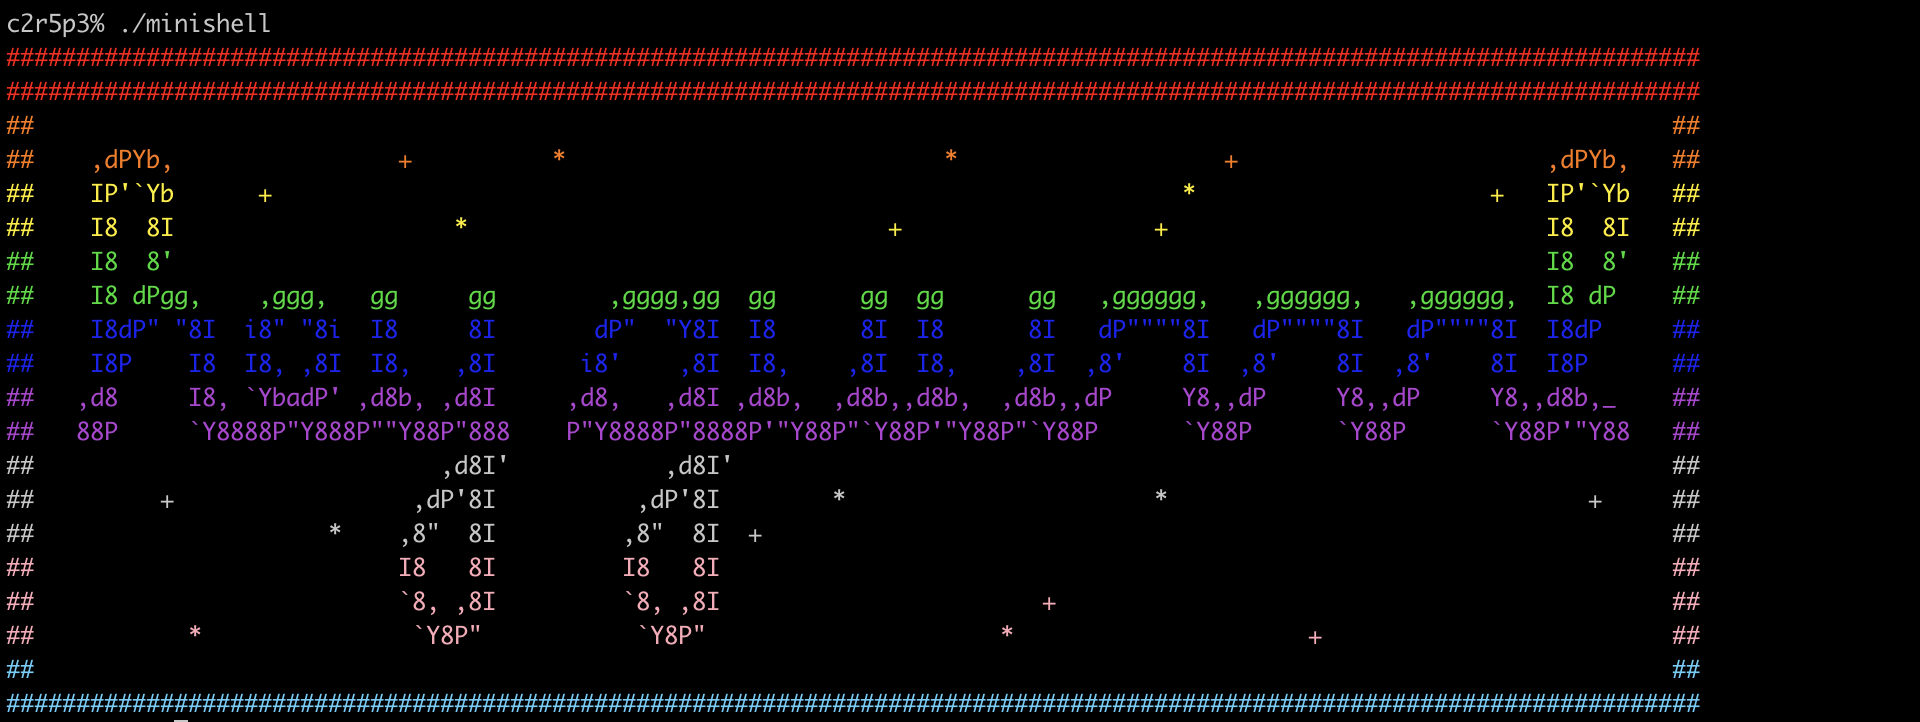 c2r5p3% ./minishell
#########################################################################################################################
#########################################################################################################################
##                                                                                                                     ##
##    ,dPYb,                +          *                           *                   +                      ,dPYb,   ##
##    IP'`Yb      +                                                                 *                     +   IP'`Yb   ##
##    I8  8I                    *                              +                  +                           I8  8I   ##
##    I8  8'                                                                                                  I8  8'   ##
##    I8 dPgg,    ,ggg,   gg     gg        ,gggg,gg  gg      gg  gg      gg   ,gggggg,   ,gggggg,   ,gggggg,  I8 dP    ##
##    I8dP" "8I  i8" "8i  I8     8I       dP"  "Y8I  I8      8I  I8      8I   dP""""8I   dP""""8I   dP""""8I  I8dP     ##
##    I8P    I8  I8, ,8I  I8,   ,8I      i8'    ,8I  I8,    ,8I  I8,    ,8I  ,8'    8I  ,8'    8I  ,8'    8I  I8P      ##
##   ,d8     I8, `YbadP' ,d8b, ,d8I     ,d8,   ,d8I ,d8b,  ,d8b,,d8b,  ,d8b,,dP     Y8,,dP     Y8,,dP     Y8,,d8b,_    ##
##   88P     `Y8888P"Y888P""Y88P"888    P"Y8888P"8888P'"Y88P"`Y88P'"Y88P"`Y88P      `Y88P      `Y88P      `Y88P'"Y88   ##
##                             ,d8I'           ,d8I'                                                                   ##
##         +                 ,dP'8I          ,dP'8I        *                      *                              +     ##
##                     *    ,8"  8I         ,8"  8I  +                                                                 ##
##                          I8   8I         I8   8I                                                                    ##
##                          `8, ,8I         `8, ,8I                       +                                            ##
##           *               `Y8P"           `Y8P"                     *                     +                         ##
##                                                                                                                     ##
#########################################################################################################################